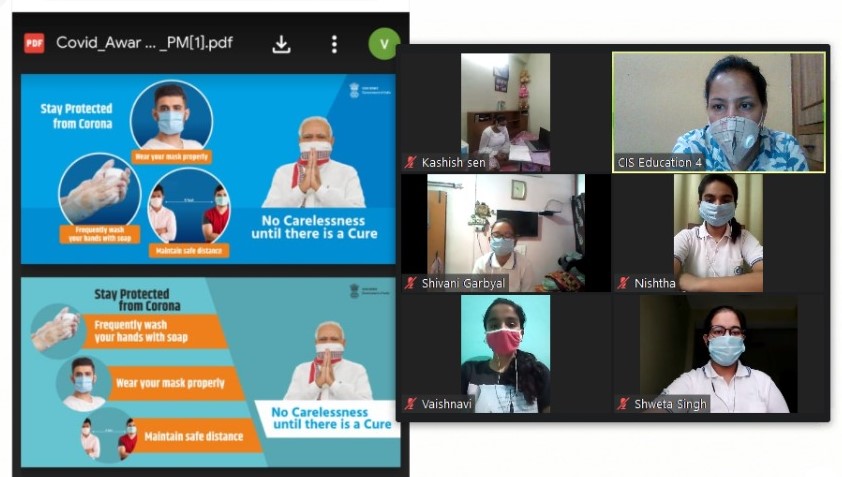 PDF
Covid_Awar ... _PM[1].pdf
V
Stay Protected
from Corona
Wear your mask properly
Frequently wash
your hands with soap
Maintain safe distance
No Carelessness
until there is a Cure
Stay Protected
from Corona
Frequently wash
your hands with soap
Wear your mask properly
Maintain safe distance
No Carelessness
until there is a Cure
Kashish sen
CIS Education 4
Shivani Garbyal
Nishtha
Vaishnavi
Shweta Singh